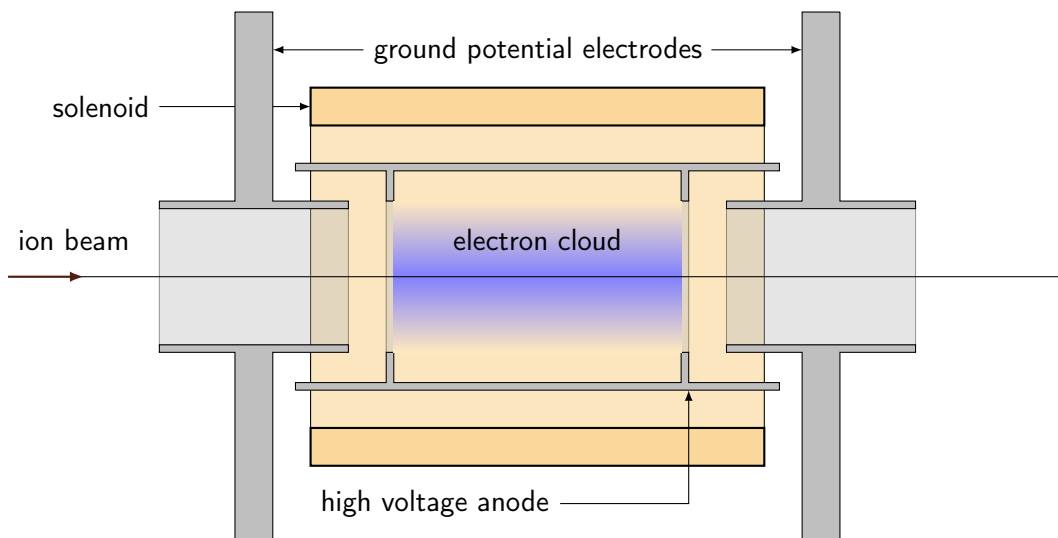 ground potential electrodes
solenoid
ion beam
electron cloud
high voltage anode